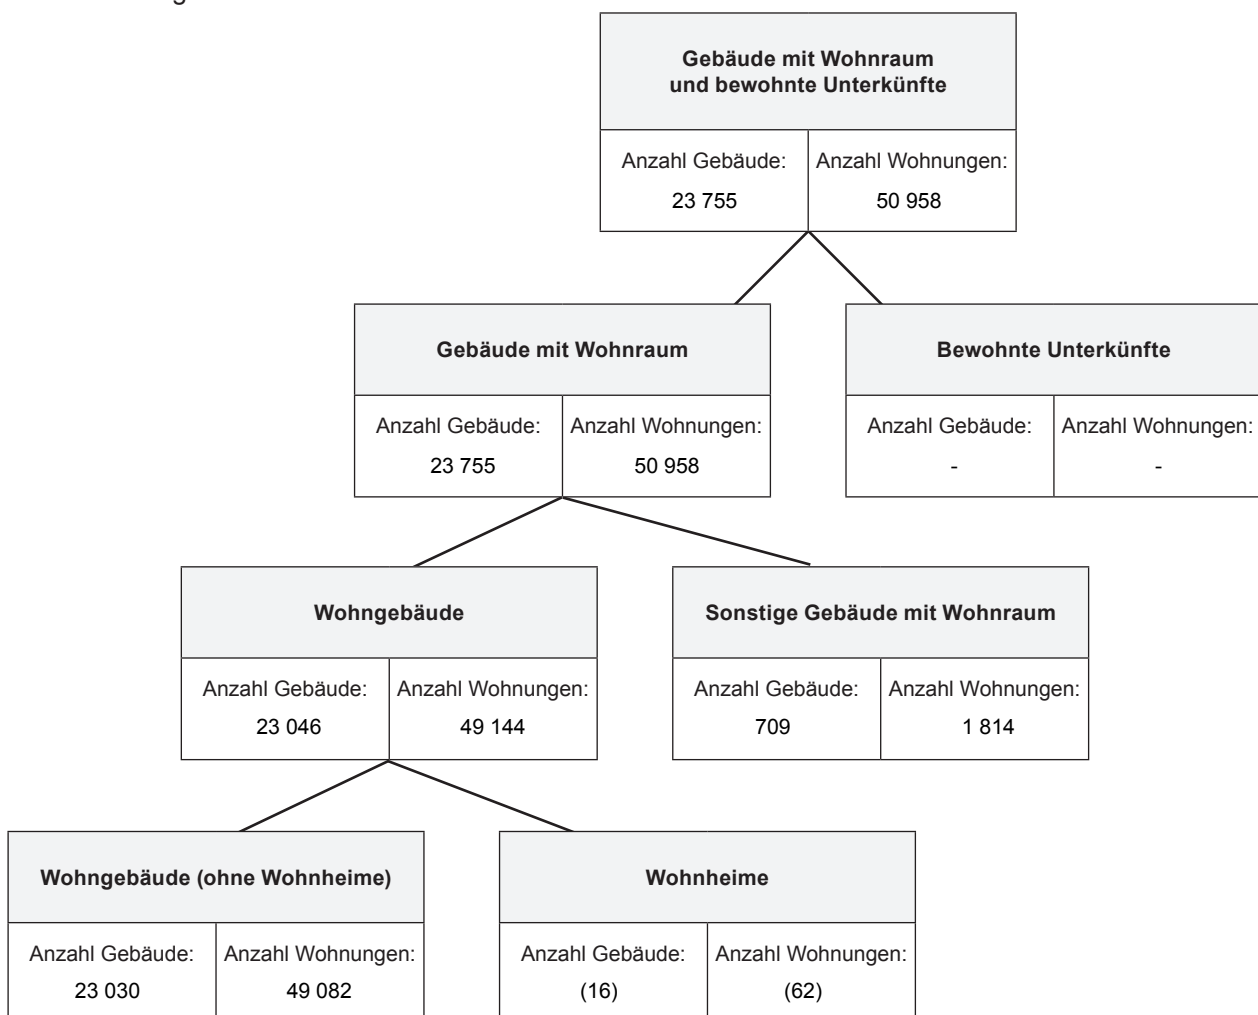 Gebäude mit Wohnraum
und bewohnte Unterkünfte
Anzahl Gebäude: Anzahl Wohnungen:
23 755 50 958
Gebäude mit Wohnraum Bewohnte Unterkünfte
Anzahl Gebäude: Anzahl Wohnungen: Anzahl Gebäude: Anzahl Wohnungen:
23 755 50 958 - -
Wohngebäude Sonstige Gebäude mit Wohnraum
Anzahl Gebäude: Anzahl Wohnungen: Anzahl Gebäude: Anzahl Wohnungen:
23 046 49 144 709 1 814
Wohngebäude (ohne Wohnheime) Wohnheime
Anzahl Gebäude: Anzahl Wohnungen: Anzahl Gebäude: Anzahl Wohnungen:
23 030 49 082 (16) (62)